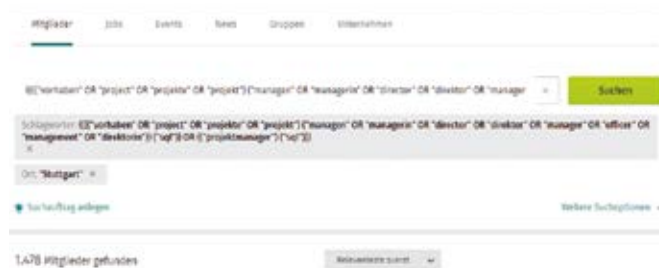 Mitglieder Jobs Events News Gruppen Unternehmen
((("vorhaben" OR "project" OR "projekte" OR "projekt") ("manager" OR "managerin" OR "director" OR "direktor" OR "manager
Suchen
Schlagworte: ((("vorhaben" OR "project" OR "projekte" OR "projekt") ("manager" OR "managerin" OR "director" OR "direktor" OR "manager" OR "officer" OR
"management" OR "direktorin")) ("sql")) OR (("projektmanager") ("sql")))
Ort: "Stuttgart" ×
Suchauftrag anlegen Weitere Suchoptionen
1.478 Mitglieder gefunden Relevanteste zuerst